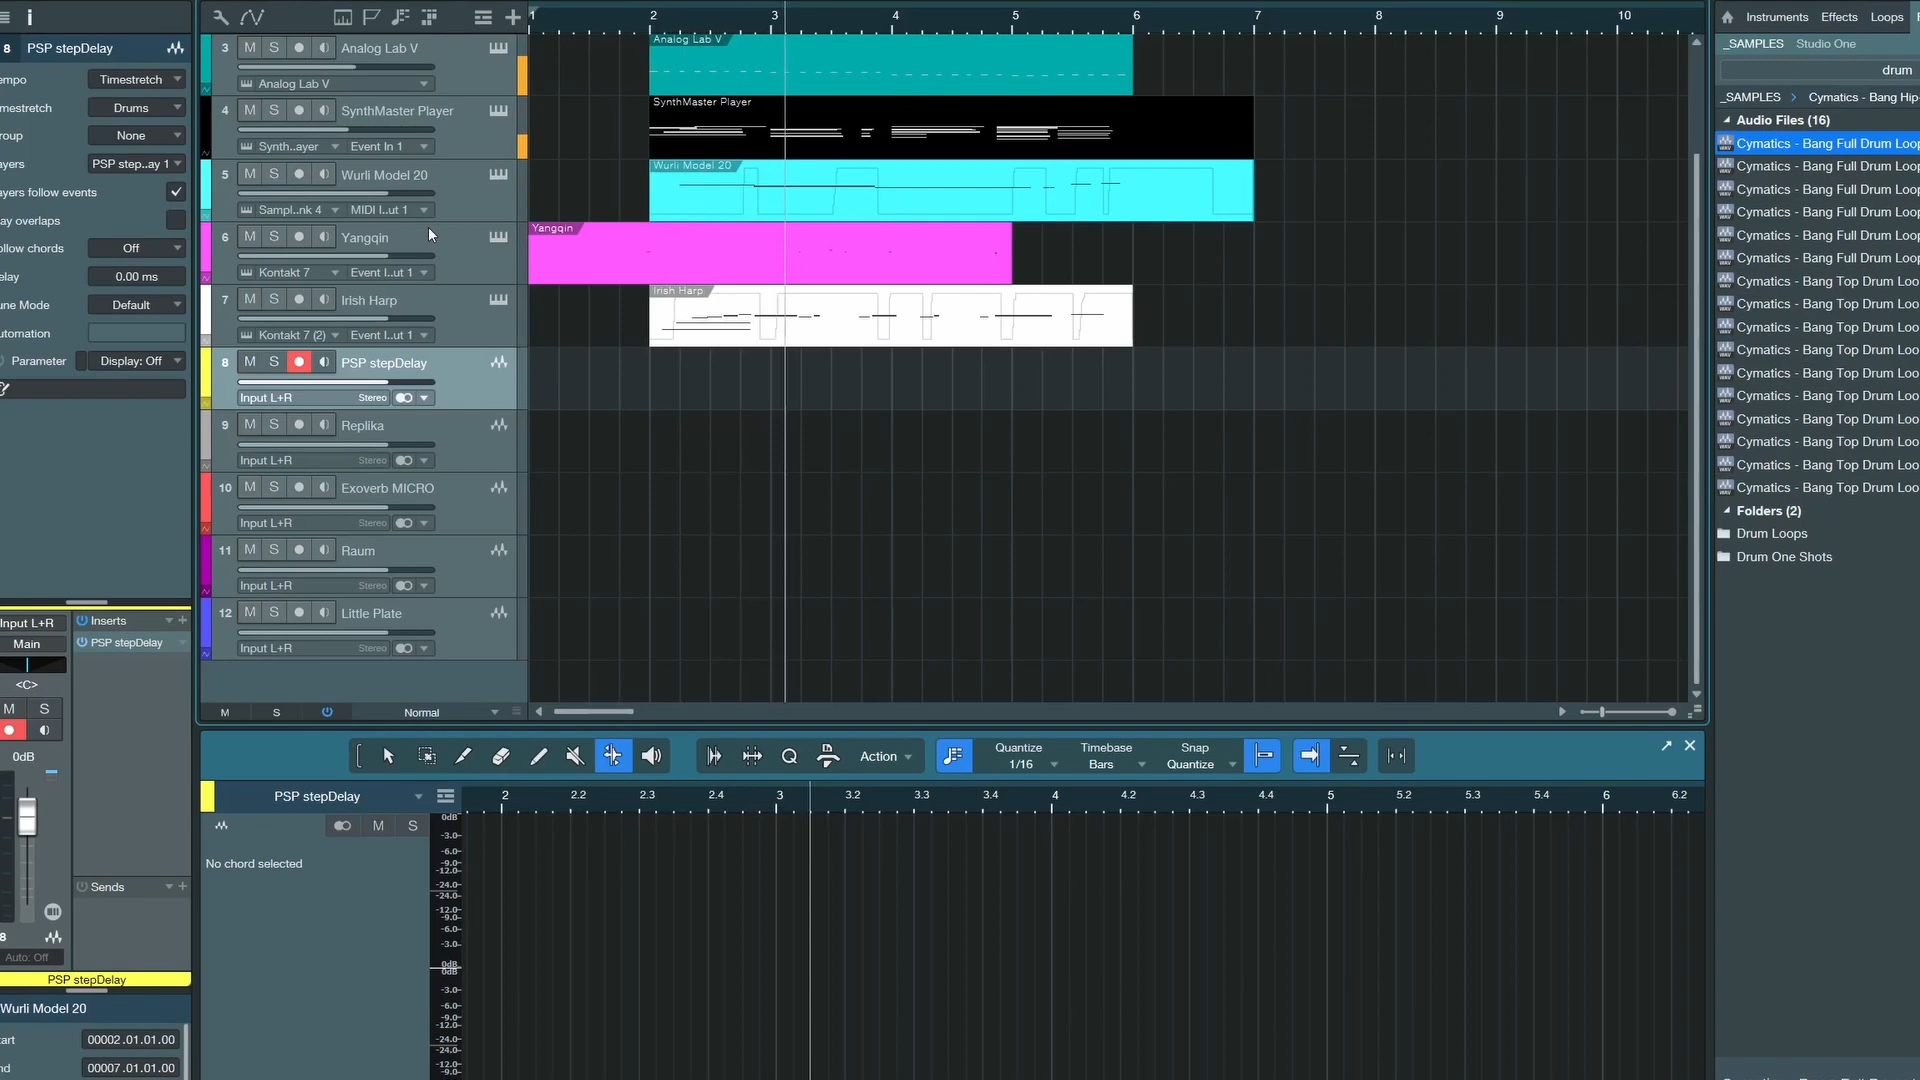 1 2 3 4 5 6 7 8 9 10
Instruments Effects Loops
8 PSP stepDelay
_SAMPLES Studio One
drum
empo Timestretch
mestretch Drums
roup None
ayers PSP step..ay 1
ayers follow events
lay overlaps
ollow chords Off
elay 0.00 ms
une Mode Default
utomation
Parameter Display: Off
3 M S Analog Lab V
Analog Lab V
Analog Lab V
4 M S SynthMaster Player
Synth..ayer Event In 1
SynthMaster Player
5 M S Wurli Model 20
Sampl..nk 4 MIDI I..ut 1
Wurli Model 20
6 M S Yangqin
Kontakt 7 Event I..ut 1
Yangqin
7 M S Irish Harp
Kontakt 7 (2) Event I..ut 1
Irish Harp
8 M S PSP stepDelay
Input L+R Stereo
9 M S Replika
Input L+R Stereo
10 M S Exoverb MICRO
Input L+R Stereo
11 M S Raum
Input L+R Stereo
12 M S Little Plate
Input L+R Stereo
M S Normal
_SAMPLES > Cymatics - Bang Hip-
Audio Files (16)
Cymatics - Bang Full Drum Loop
Cymatics - Bang Full Drum Loop
Cymatics - Bang Full Drum Loop
Cymatics - Bang Full Drum Loop
Cymatics - Bang Full Drum Loop
Cymatics - Bang Full Drum Loop
Cymatics - Bang Top Drum Loo
Cymatics - Bang Top Drum Loo
Cymatics - Bang Top Drum Loo
Cymatics - Bang Top Drum Loo
Cymatics - Bang Top Drum Loo
Cymatics - Bang Top Drum Loo
Cymatics - Bang Top Drum Loo
Cymatics - Bang Top Drum Loo
Cymatics - Bang Top Drum Loo
Cymatics - Bang Top Drum Loo
Folders (2)
Drum Loops
Drum One Shots
Input L+R Inserts
Main PSP stepDelay
<C>
M S
0dB
Sends
8
Auto: Off
PSP stepDelay
Wurli Model 20
tart 00002.01.01.00
nd 00007.01.01.00
Action
Quantize
1/16
Timebase
Bars
Snap
Quantize
PSP stepDelay
2 2.2 2.3 2.4 3 3.2 3.3 3.4 4 4.2 4.3 4.4 5 5.2 5.3 5.4 6 6.2
M S
No chord selected
0dB
-3.0
-6.0
-9.0
-12.0
-24.0
-24.0
-12.0
-9.0
-6.0
-3.0
0dB
0dB
-3.0
-6.0
-9.0
-12.0
-24.0
-24.0
-12.0
-9.0